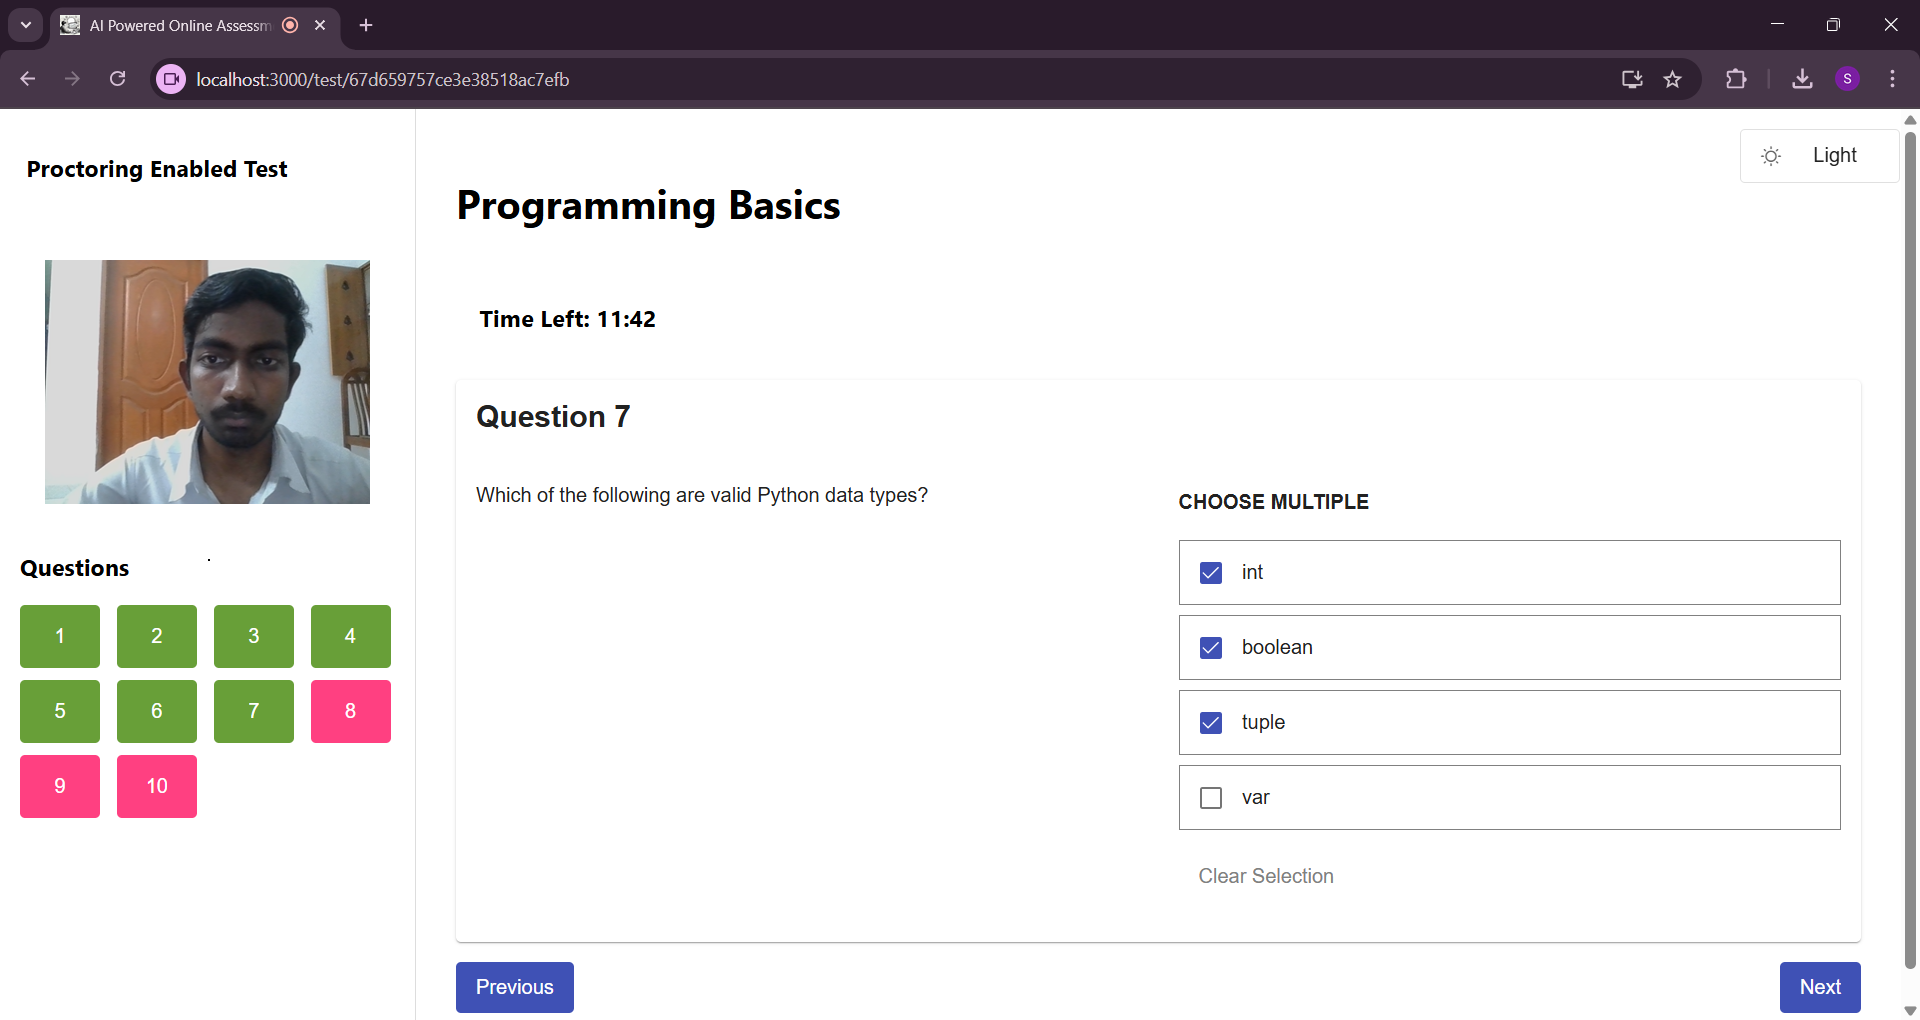 AI Powered Online Assessm
localhost:3000/test/67d659757ce3e38518ac7efb
S
Proctoring Enabled Test
Light
Programming Basics
Time Left: 11:42
Question 7
Which of the following are valid Python data types?
CHOOSE MULTIPLE
int
boolean
tuple
var
Clear Selection
Questions
1 2 3 4
5 6 7 8
9 10
Previous
Next